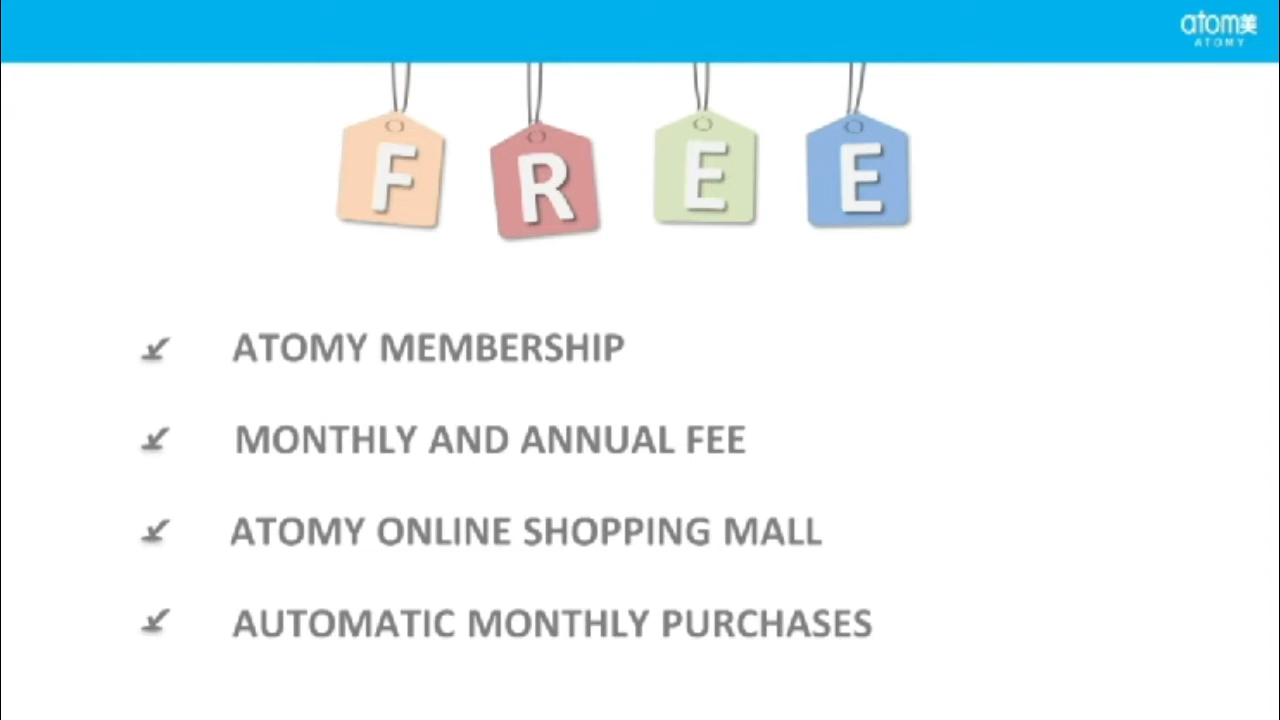 atom美
ATOMY
FREE
ATOMY MEMBERSHIP
MONTHLY AND ANNUAL FEE
ATOMY ONLINE SHOPPING MALL
AUTOMATIC MONTHLY PURCHASES